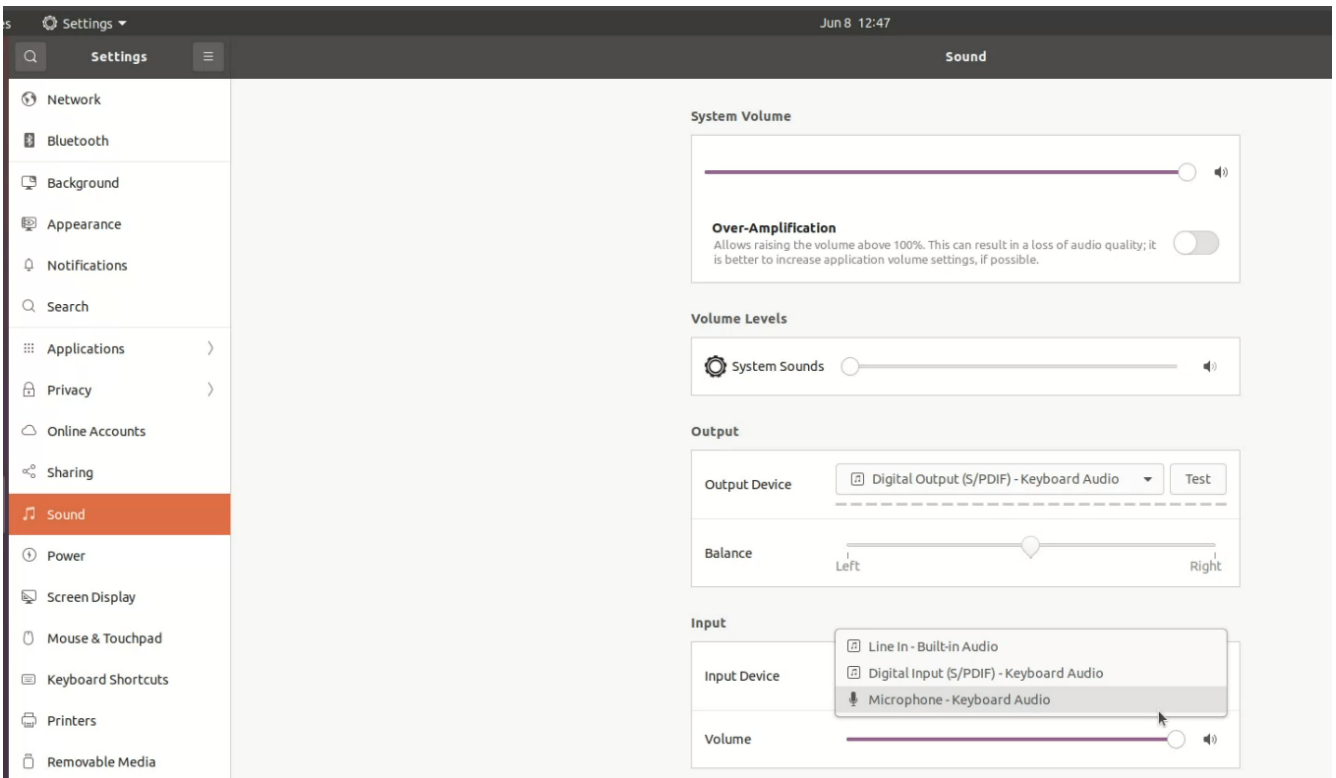 es Settings Jun 8 12:47
Settings Sound
Network
Bluetooth
Background
Appearance
Notifications
Search
Applications
Privacy
Online Accounts
Sharing
Sound
Power
Screen Display
Mouse & Touchpad
Keyboard Shortcuts
Printers
Removable Media
System Volume
Over-Amplification
Allows raising the volume above 100%. This can result in a loss of audio quality; it
is better to increase application volume settings, if possible.
Volume Levels
System Sounds
Output
Output Device Digital Output (S/PDIF) - Keyboard Audio Test
Balance
Left Right
Input
Line In - Built-in Audio
Input Device Digital Input (S/PDIF) - Keyboard Audio
Microphone - Keyboard Audio
Volume